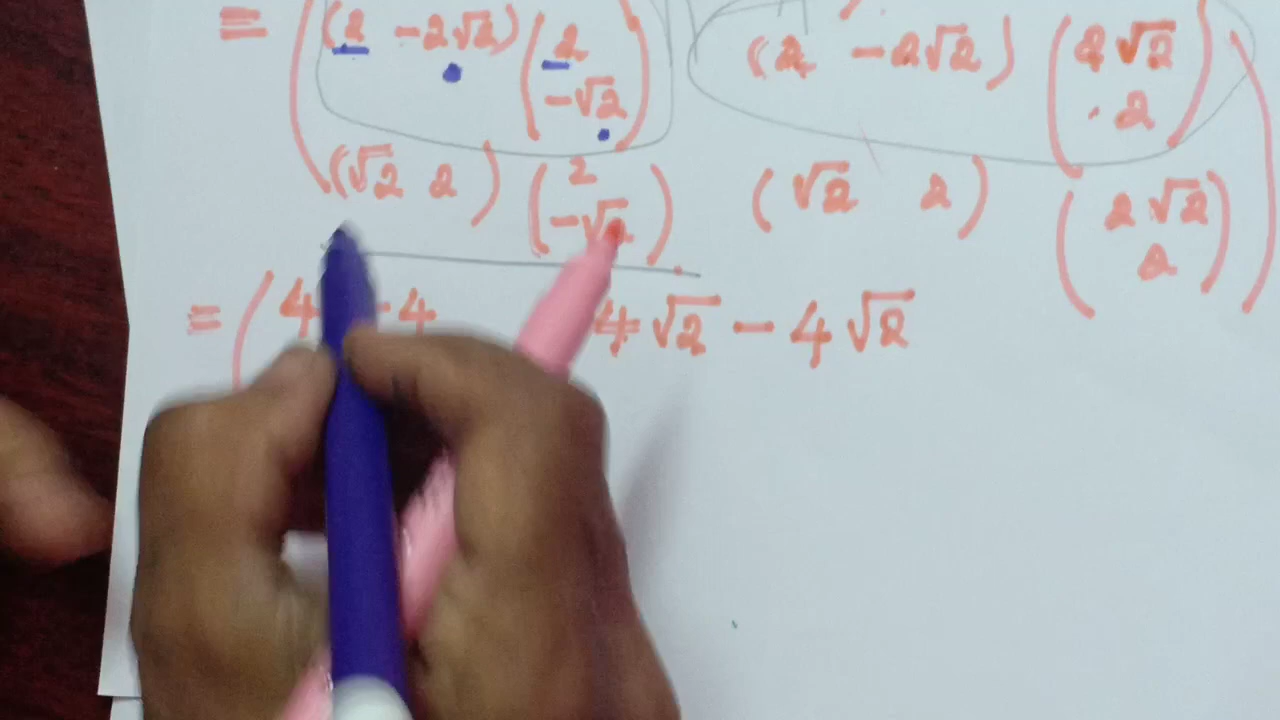 = ( (2 -2√2) ( 2 (2 -2√2) ( 2√2
-√2 ) 2 )
(√2 2) ( 2 (√2 2) ( 2√2
-√2 ) 2 ) )
= ( 4 -4 4√2 - 4√2